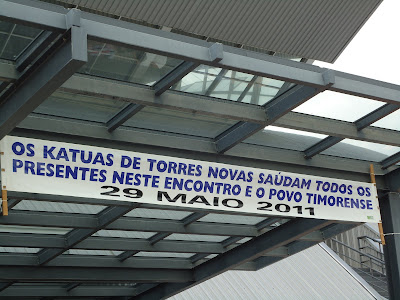 OS KATUAS DE TORRES NOVAS SAÚDAM TODOS OS
PRESENTES NESTE ENCONTRO E O POVO TIMORENSE
29 MAIO 2011